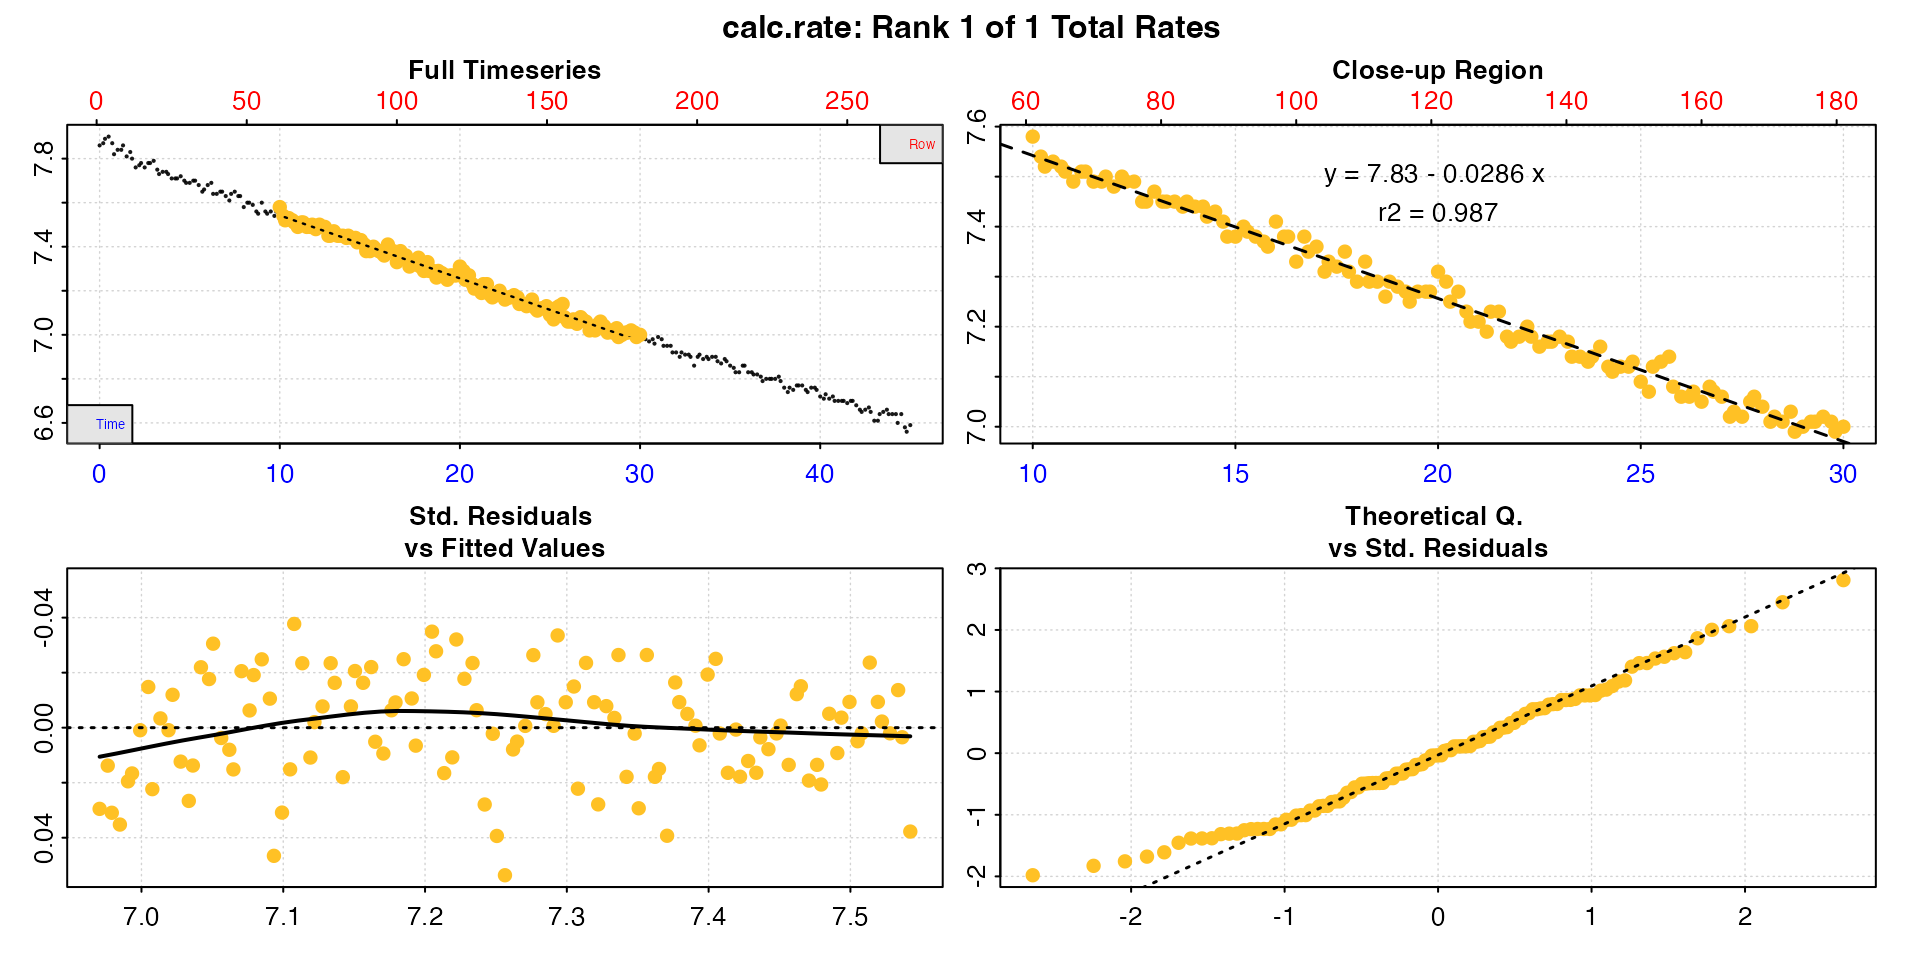 calc.rate: Rank 1 of 1 Total Rates
Full Timeseries
0 50 100 150 200 250
Row
7.8
7.4
7.0
6.6
Time
0 10 20 30 40
Close-up Region
60 80 100 120 140 160 180
7.6
7.4
7.2
7.0
y = 7.83 - 0.0286 x
r2 = 0.987
10 15 20 25 30
Std. Residuals
vs Fitted Values
-0.04
0.00
0.04
7.0 7.1 7.2 7.3 7.4 7.5
Theoretical Q.
vs Std. Residuals
3
2
1
0
-1
-2
-2 -1 0 1 2